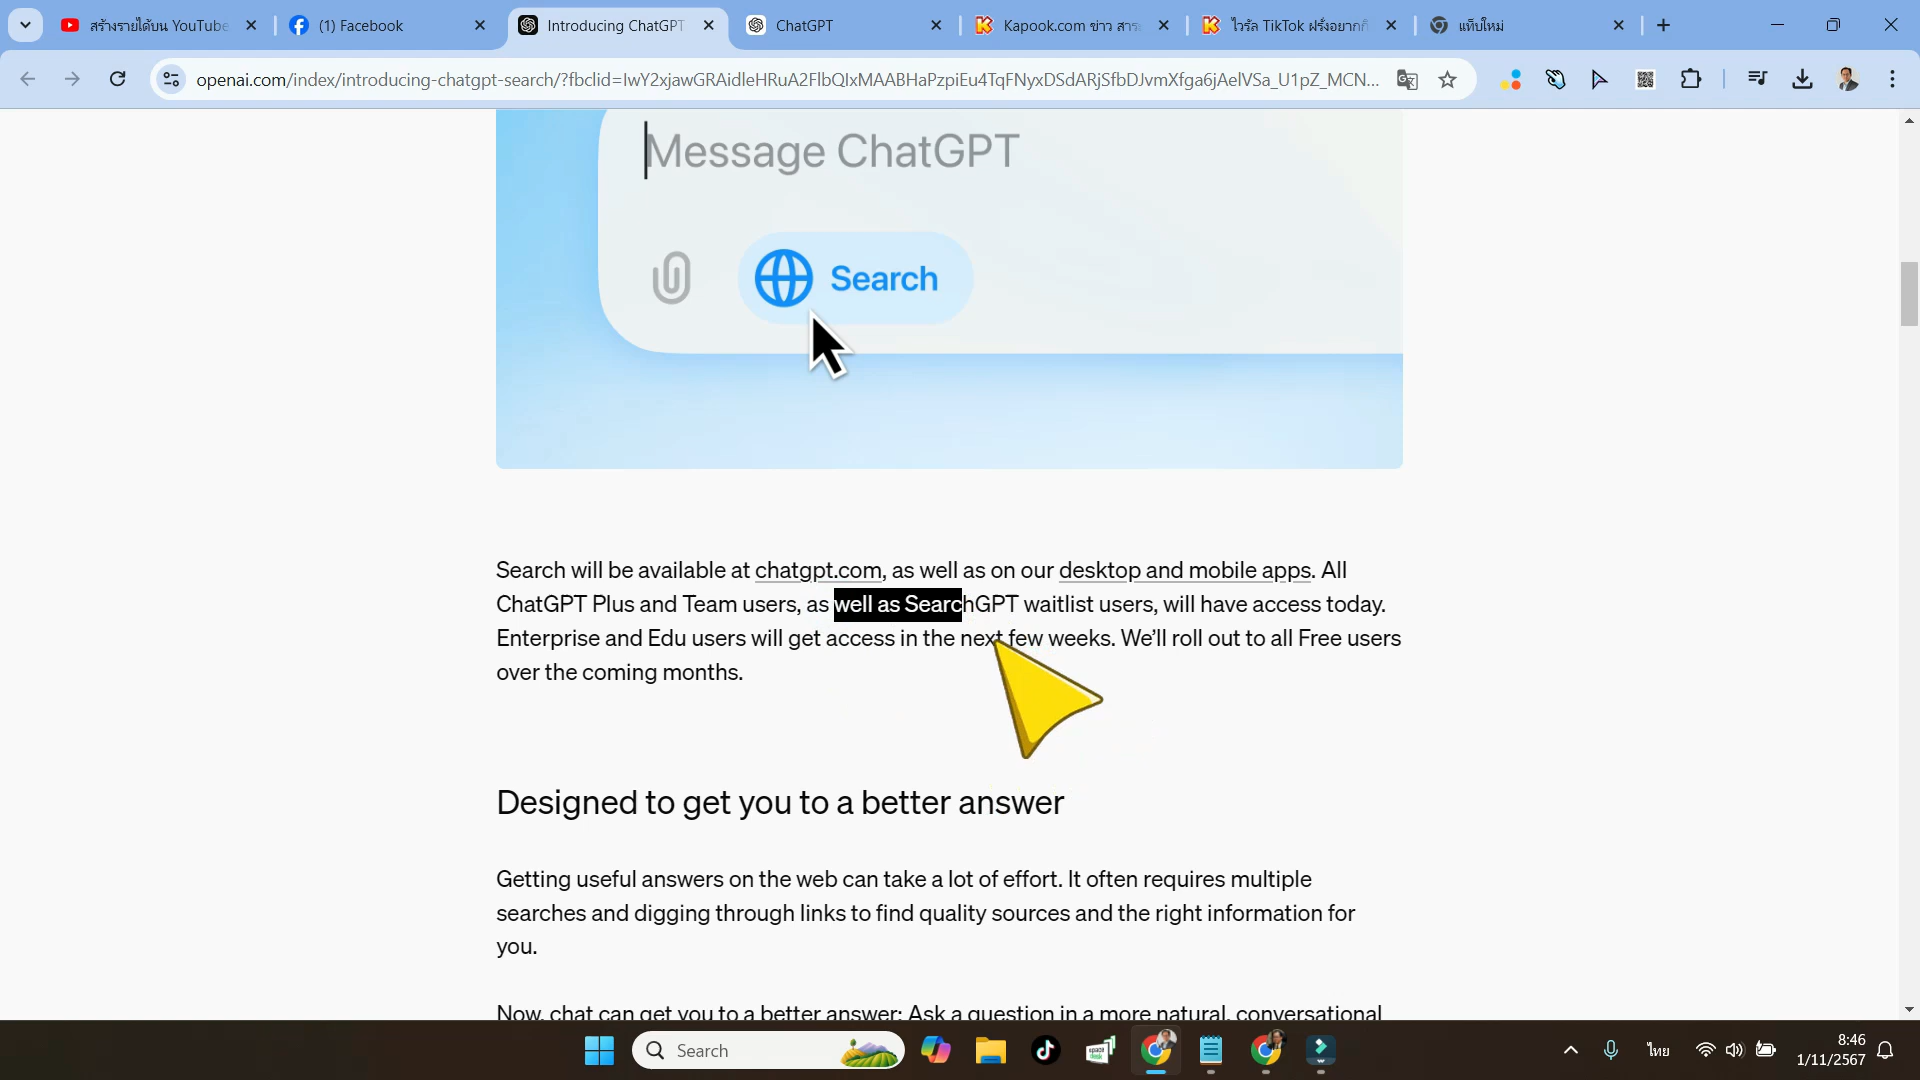 สร้างรายได้บน YouTube
(1) Facebook
Introducing ChatGPT
ChatGPT
Kapook.com ข่าว สาระ
ไวรัล TikTok ฝรั่งอยากกิ
แท็บใหม่
openai.com/index/introducing-chatgpt-search/?fbclid=IwY2xjawGRAidleHRuA2FlbQIxMAABHaPzpiEu4TqFNyxDSdARjSfbDJvmXfga6jAelVSa_U1pZ_MCN...
Message ChatGPT
Search
Search will be available at chatgpt.com, as well as on our desktop and mobile apps. All
ChatGPT Plus and Team users, as well as SearchGPT waitlist users, will have access today.
Enterprise and Edu users will get access in the next few weeks. We’ll roll out to all Free users
over the coming months.
Designed to get you to a better answer
Getting useful answers on the web can take a lot of effort. It often requires multiple
searches and digging through links to find quality sources and the right information for
you.
Now, chat can get you to a better answer: Ask a question in a more natural, conversational
Search
space
desk
ไทย
8:46
1/11/2567